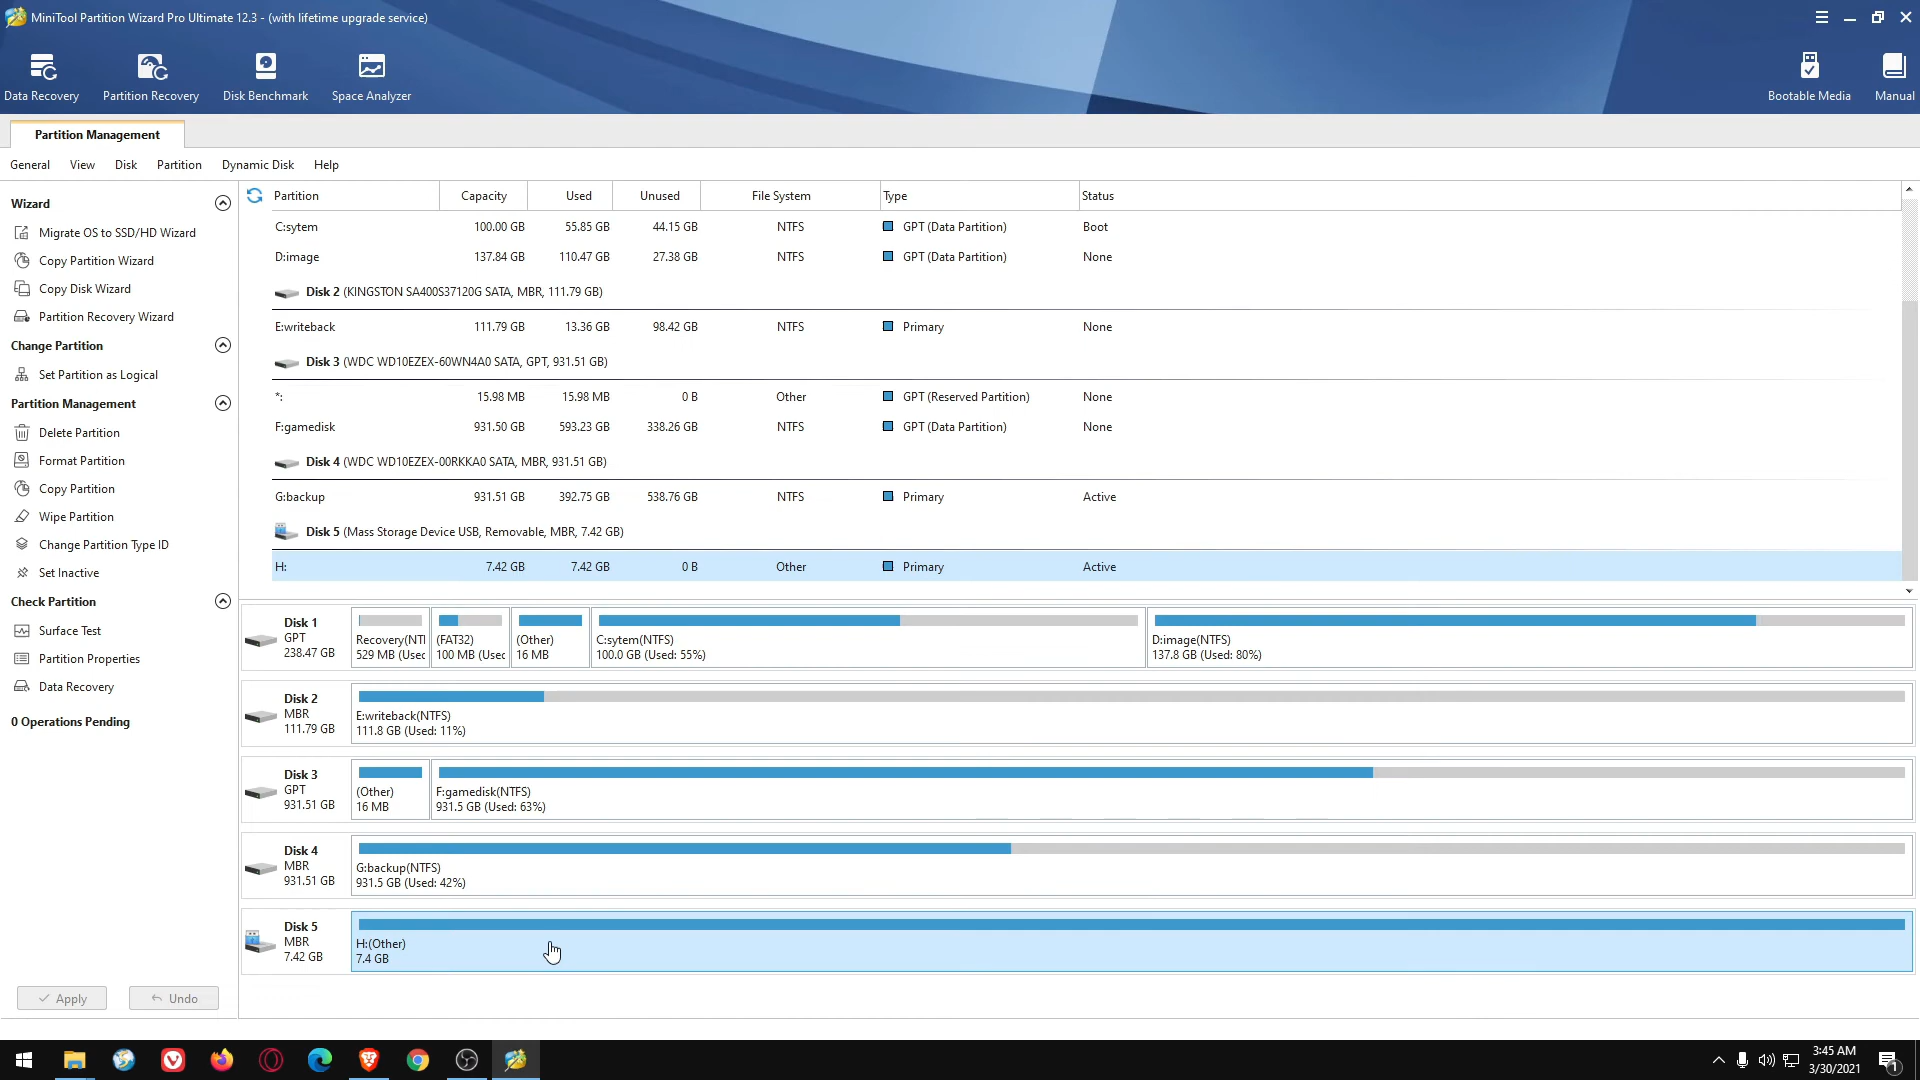 MiniTool Partition Wizard Pro Ultimate 12.3 - (with lifetime upgrade service)
Data Recovery Partition Recovery Disk Benchmark Space Analyzer Bootable Media Manual
Partition Management
General View Disk Partition Dynamic Disk Help
Wizard
Migrate OS to SSD/HD Wizard
Copy Partition Wizard
Copy Disk Wizard
Partition Recovery Wizard
Change Partition
Set Partition as Logical
Partition Management
Delete Partition
Format Partition
Copy Partition
Wipe Partition
Change Partition Type ID
Set Inactive
Check Partition
Surface Test
Partition Properties
Data Recovery
0 Operations Pending
Apply Undo
Partition Capacity Used Unused File System Type Status
C:sytem 100.00 GB 55.85 GB 44.15 GB NTFS GPT (Data Partition) Boot
D:image 137.84 GB 110.47 GB 27.38 GB NTFS GPT (Data Partition) None
Disk 2 (KINGSTON SA400S37120G SATA, MBR, 111.79 GB)
E:writeback 111.79 GB 13.36 GB 98.42 GB NTFS Primary None
Disk 3 (WDC WD10EZEX-60WN4A0 SATA, GPT, 931.51 GB)
*: 15.98 MB 15.98 MB 0 B Other GPT (Reserved Partition) None
F:gamedisk 931.50 GB 593.23 GB 338.26 GB NTFS GPT (Data Partition) None
Disk 4 (WDC WD10EZEX-00RKKA0 SATA, MBR, 931.51 GB)
G:backup 931.51 GB 392.75 GB 538.76 GB NTFS Primary Active
Disk 5 (Mass Storage Device USB, Removable, MBR, 7.42 GB)
H: 7.42 GB 7.42 GB 0 B Other Primary Active
Disk 1
GPT
238.47 GB
Recovery(NTI
529 MB (Usec
(FAT32)
100 MB (Usec
(Other)
16 MB
C:sytem(NTFS)
100.0 GB (Used: 55%)
D:image(NTFS)
137.8 GB (Used: 80%)
Disk 2
MBR
111.79 GB
E:writeback(NTFS)
111.8 GB (Used: 11%)
Disk 3
GPT
931.51 GB
(Other)
16 MB
F:gamedisk(NTFS)
931.5 GB (Used: 63%)
Disk 4
MBR
931.51 GB
G:backup(NTFS)
931.5 GB (Used: 42%)
Disk 5
MBR
7.42 GB
H:(Other)
7.4 GB
3:45 AM
3/30/2021
1